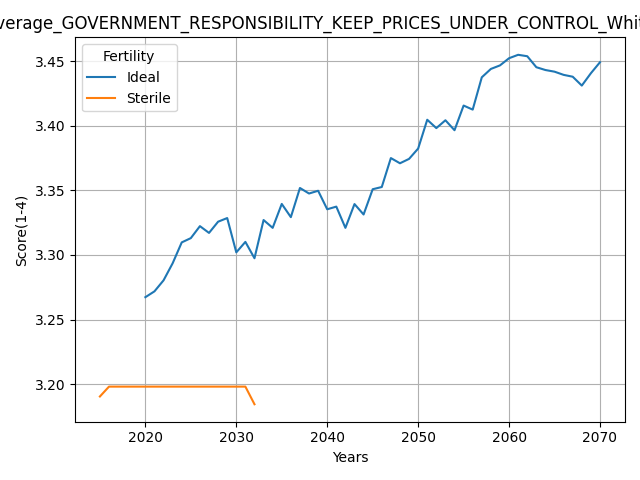 verage_GOVERNMENT_RESPONSIBILITY_KEEP_PRICES_UNDER_CONTROL_Whit
Fertility
Ideal
Sterile
3.45
3.40
3.35
3.30
3.25
3.20
Score(1-4)
2020 2030 2040 2050 2060 2070
Years